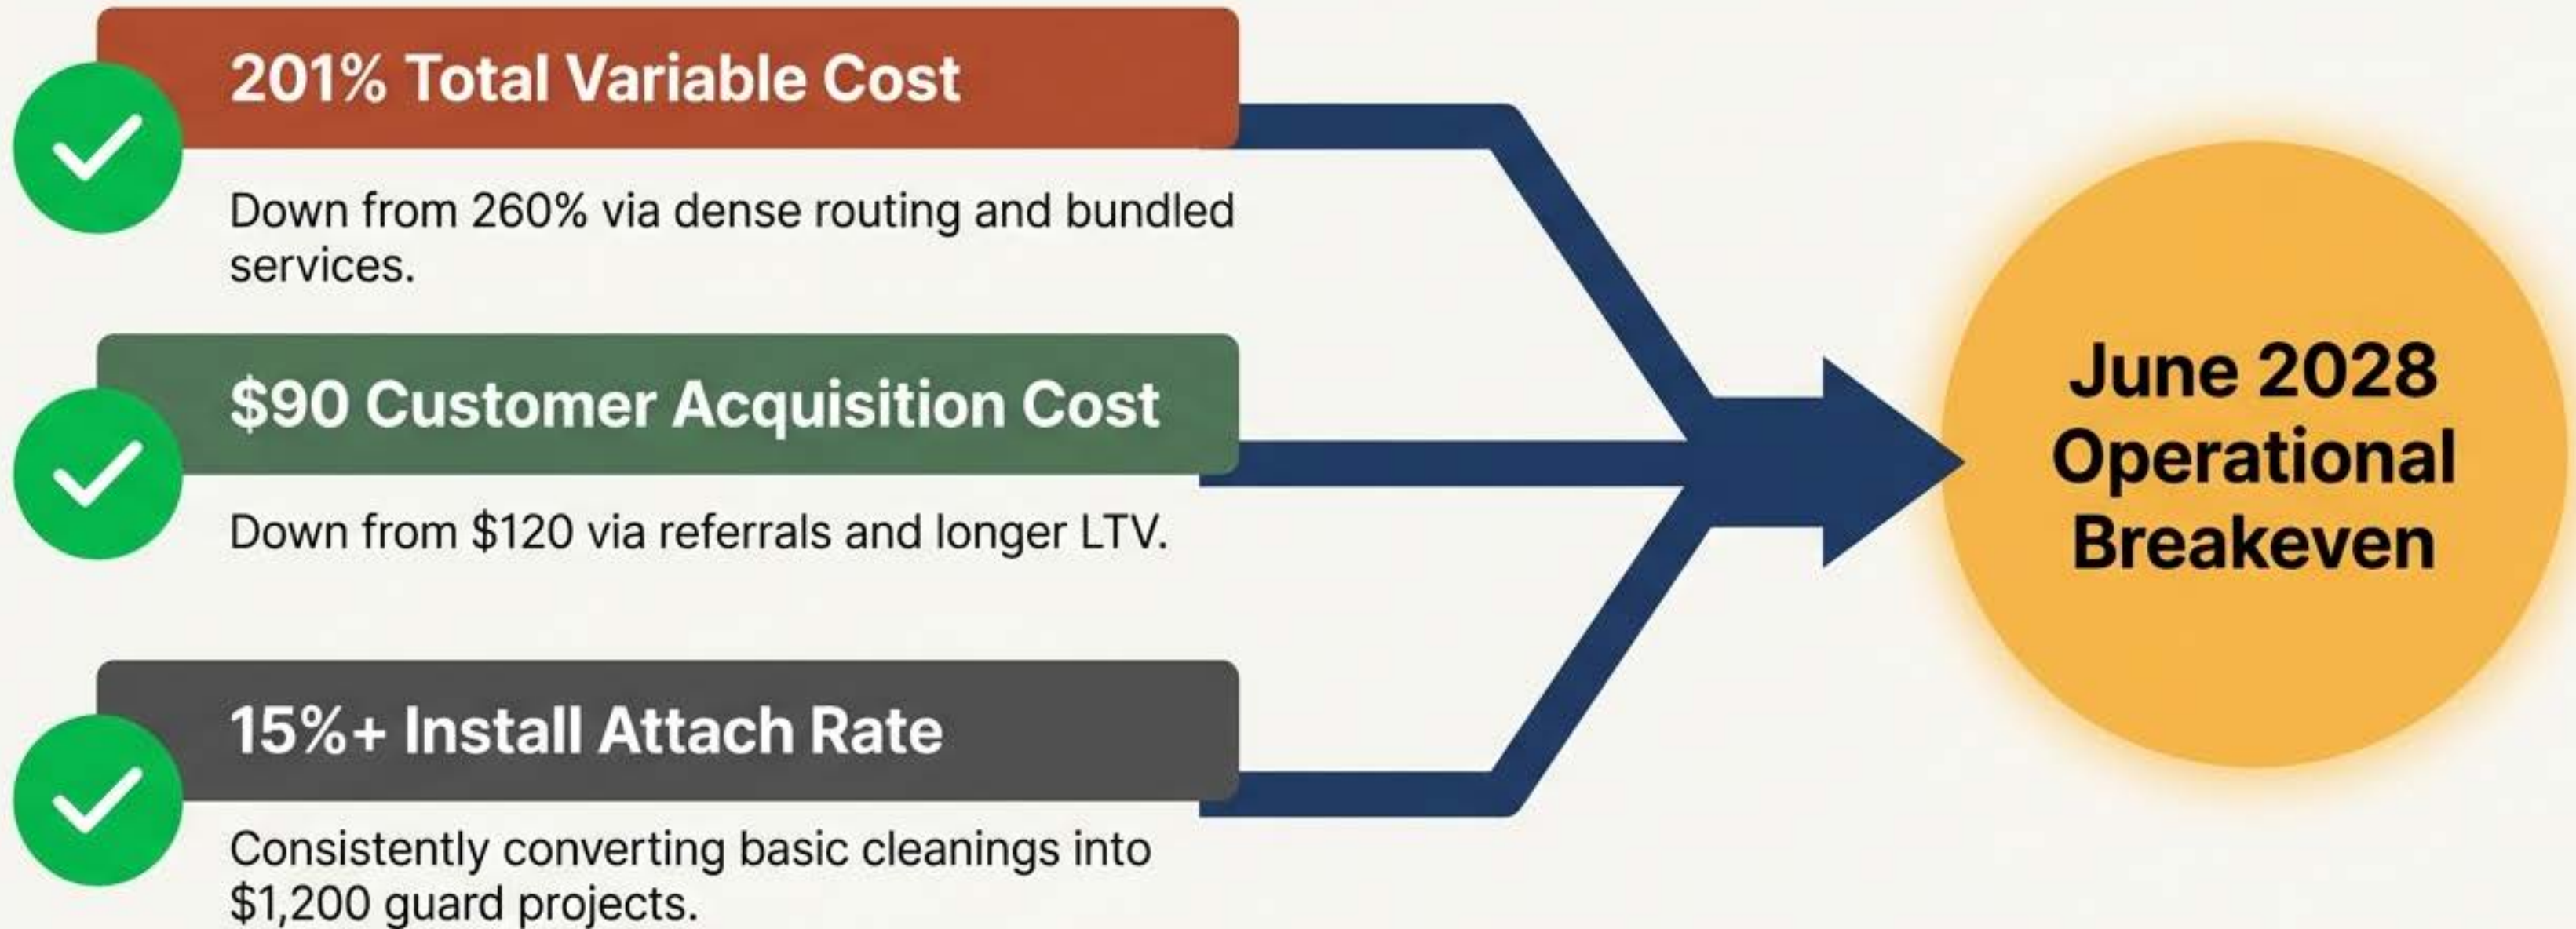 201% Total Variable Cost
Down from 260% via dense routing and bundled
services.
$90 Customer Acquisition Cost
Down from $120 via referrals and longer LTV.
15%+ Install Attach Rate
Consistently converting basic cleanings into
$1,200 guard projects.
June 2028
Operational
Breakeven